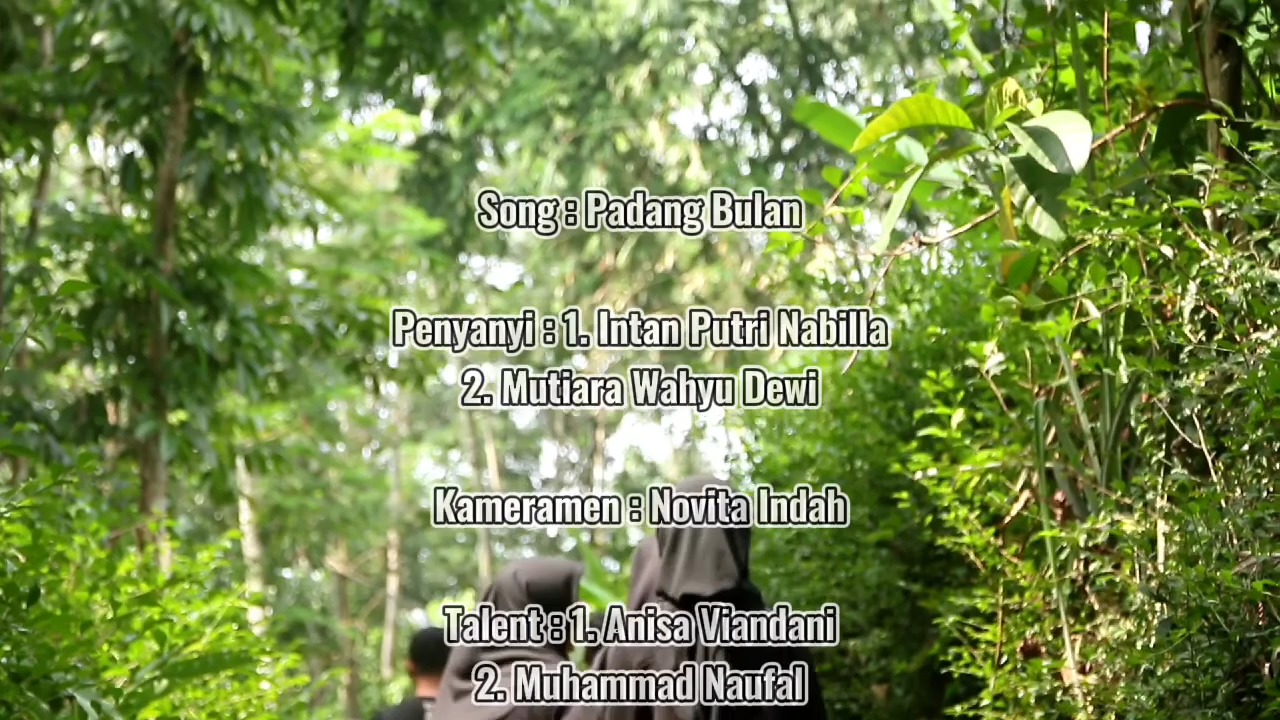 Song : Padang Bulan
Penyanyi : 1. Intan Putri Nabilla
2. Mutiara Wahyu Dewi
Kameramen : Novita Indah
Talent : 1. Anisa Viandani
2. Muhammad Naufal